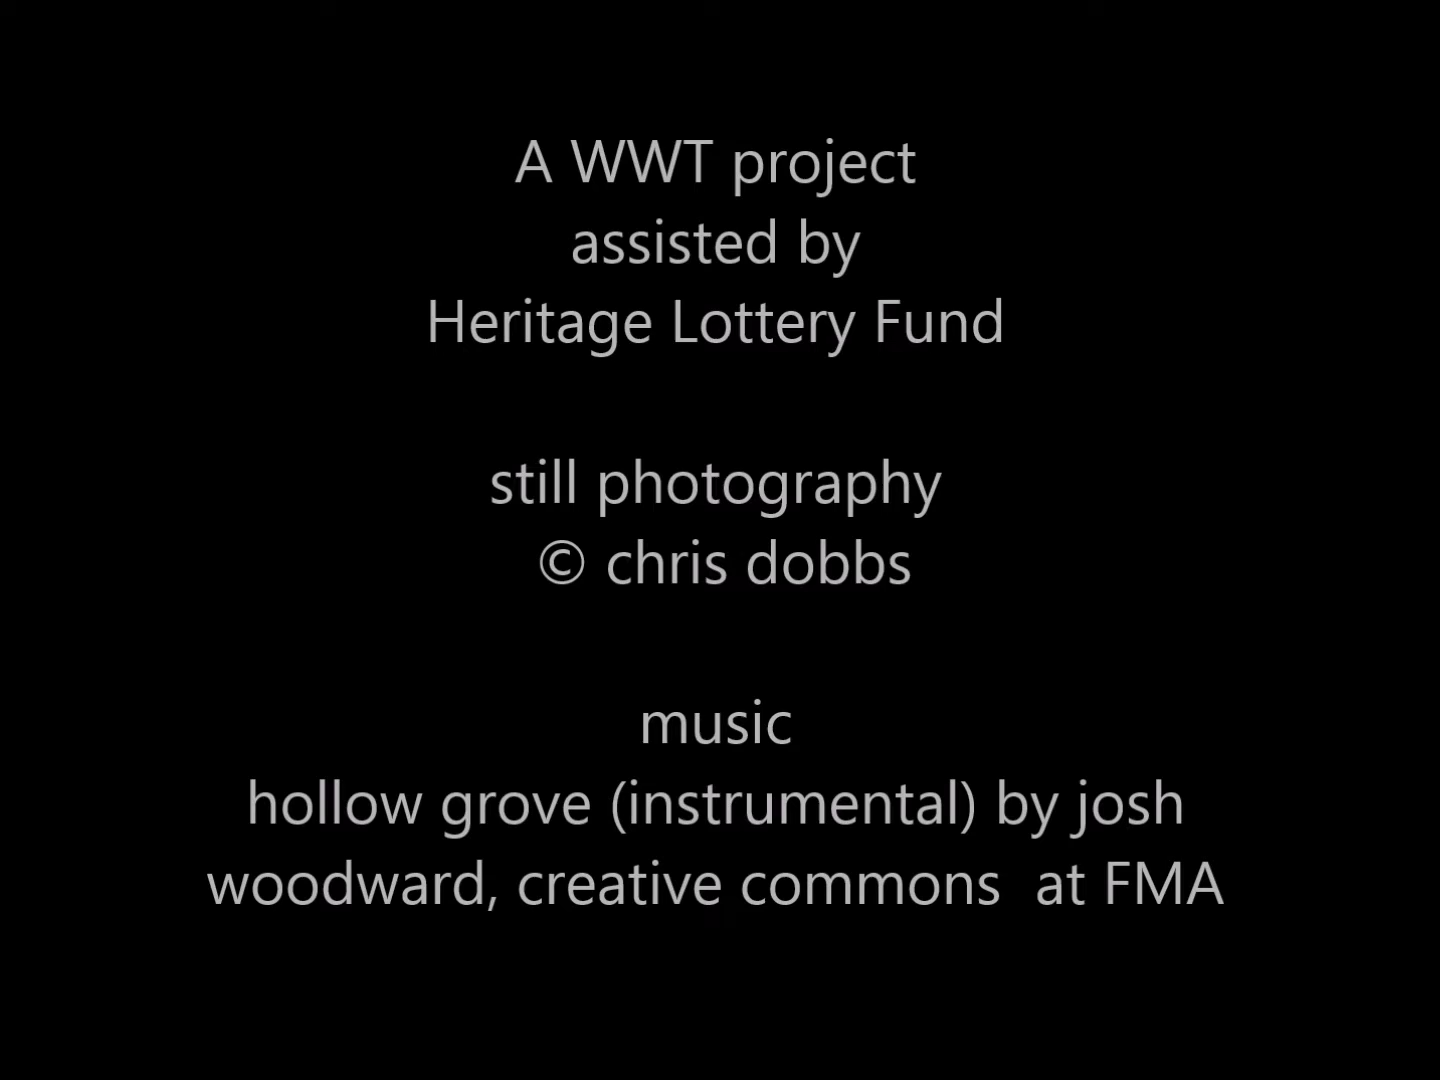 A WWT project
assisted by
Heritage Lottery Fund
still photography
© chris dobbs
music
hollow grove (instrumental) by josh
woodward, creative commons  at FMA